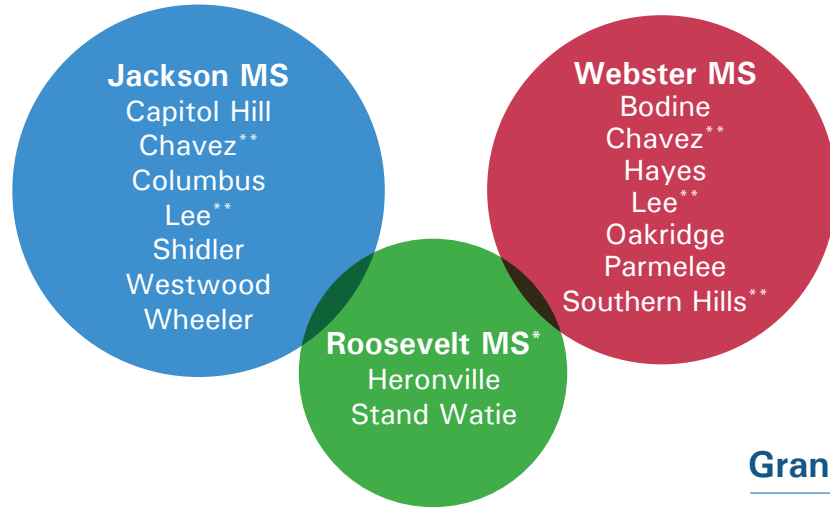 Jackson MS
Capitol Hill
Chavez**
Columbus
Lee**
Shidler
Westwood
Wheeler
Webster MS
Bodine
Chavez**
Hayes
Lee**
Oakridge
Parmelee
Southern Hills**
Roosevelt MS*
Heronville
Stand Watie
Gran